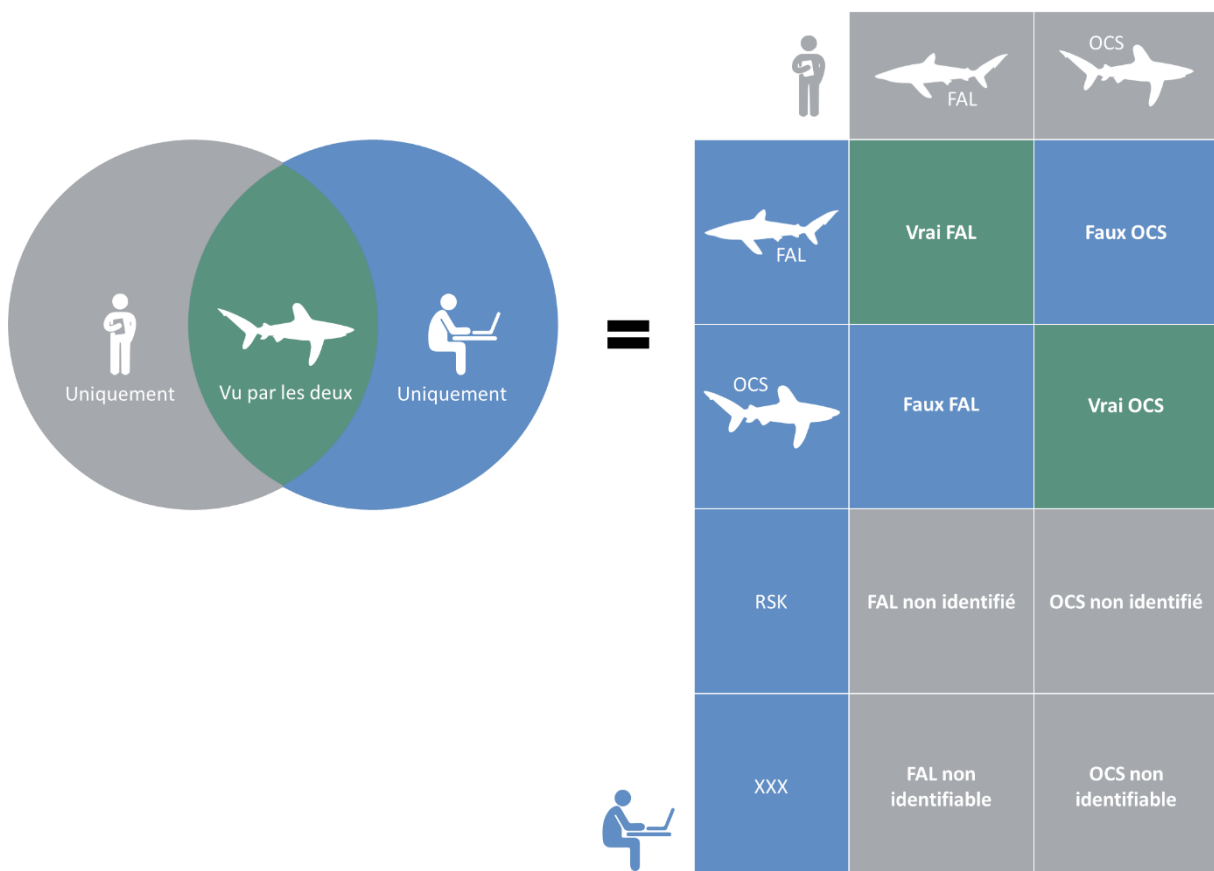 Uniquement
Vu par les deux
Uniquement
=
FAL
OCS
FAL
Vrai FAL
Faux OCS
OCS
Faux FAL
Vrai OCS
RSK
FAL non identifié
OCS non identifié
XXX
FAL non
identifiable
OCS non
identifiable